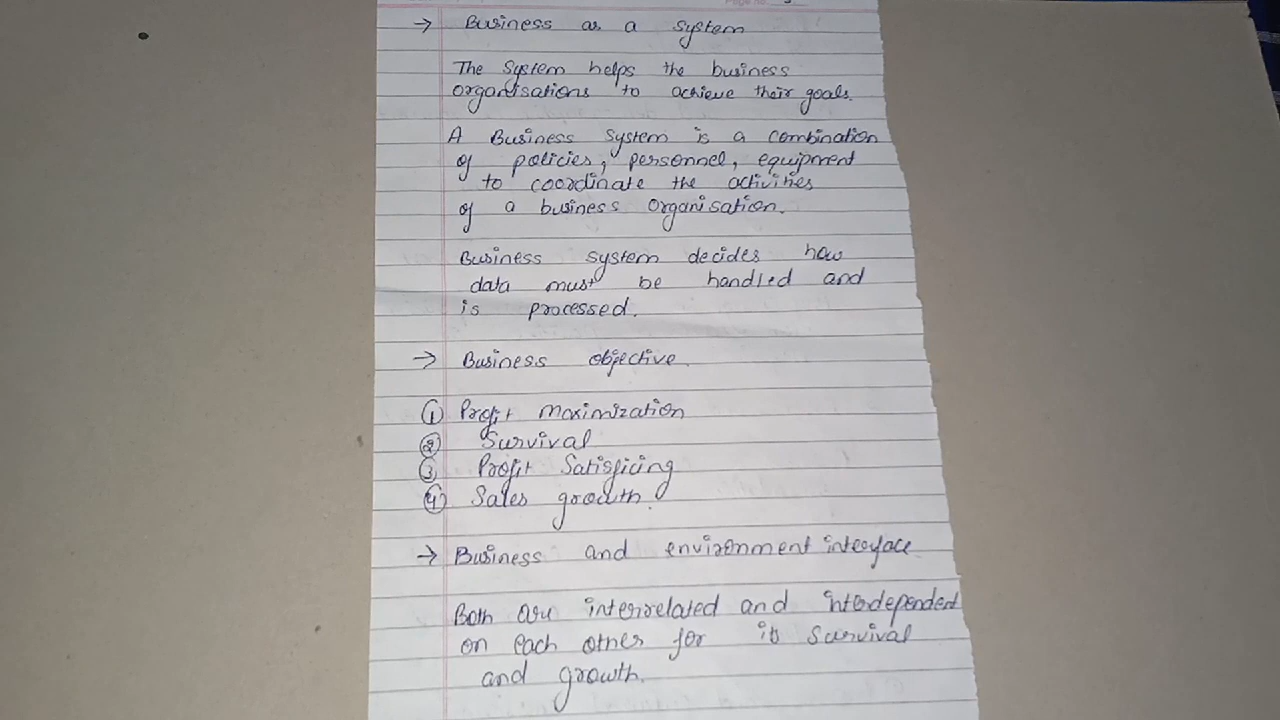 Page no. 3
→ Business as a system
The System helps the business
organisations to achieve their goals.
A Business System is a combination
of policies, personnel, equipment
to coordinate the activities
of a business Organisation.
Business system decides how
data must be handled and
is processed.
→ Business objective.
① Profit maximization
② Survival
③ Profit Satisficing
④ Sales growth.
→ Business and environment interface
Both are interrelated and interdependent
on each other for its Survival
and growth.